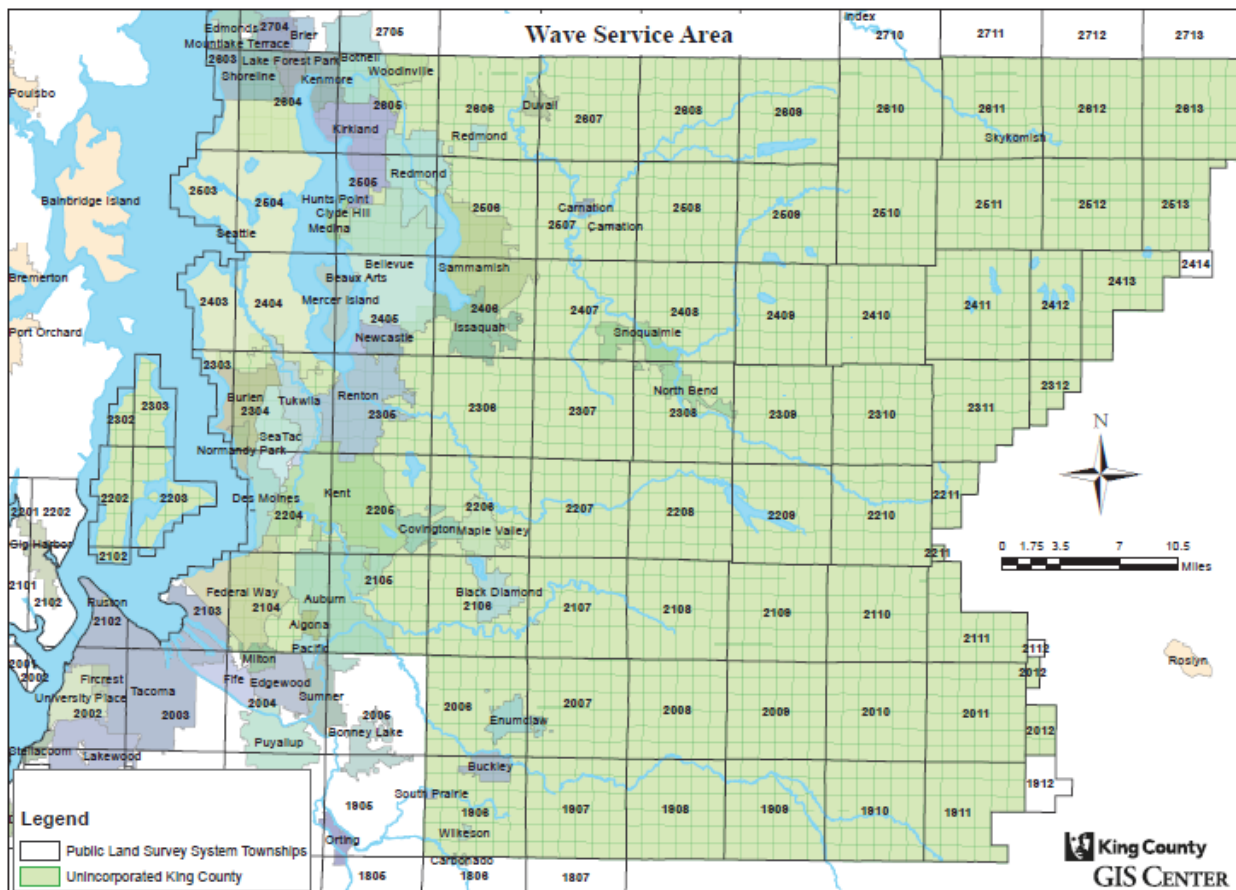 Wave Service Area
Index
Edmonds
2704
Brier
2705
2710
2711
2712
2713
Mountlake Terrace
2603
Lake Forest Park
Bothell
Woodinville
Shoreline
Kenmore
Poulsbo
2604
2605
2606
Duvall
2607
2608
2609
2610
2611
2612
2613
Kirkland
Redmond
Skykomish
Redmond
2503
2504
2505
2506
2507
2508
2509
2510
2511
2512
2513
Hunts Point
Clyde Hill
Medina
Carnation
Carnation
Bainbridge Island
Seattle
Bellevue
Sammamish
Beaux Arts
Bremerton
2403
2404
Mercer Island
2405
2406
2407
2408
2409
2410
2411
2412
2413
2414
Port Orchard
Newcastle
Issaquah
Snoqualmie
2303
North Bend
2312
2302
2303
Burien
2304
Tukwila
Renton
2305
2306
2307
2308
2309
2310
2311
SeaTac
Normandy Park
N
2202
2203
Des Moines
2204
Kent
2205
2206
2207
2208
2209
2210
2211
2201
2202
Covington
Maple Valley
Gig Harbor
2102
2211
0 1.75 3.5 7 10.5
Miles
2101
2102
Ruston
2102
2103
Federal Way
2104
Auburn
2105
Black Diamond
2106
2107
2108
2109
2110
2111
Algona
Pacific
2112
2001
2002
Milton
2012
Roslyn
Fircrest
University Place
2002
Tacoma
2003
Fife
2004
Edgewood
Sumner
2005
2006
2007
2008
2009
2010
2011
2012
Enumclaw
Steilacoom
Lakewood
Puyallup
Bonney Lake
Buckley
1912
South Prairie
1905
1906
1907
1908
1909
1910
1911
Wilkeson
Orting
Carbonado
1806
1806
1807
Legend
Public Land Survey System Townships
Unincorporated King County
King County
GIS CENTER